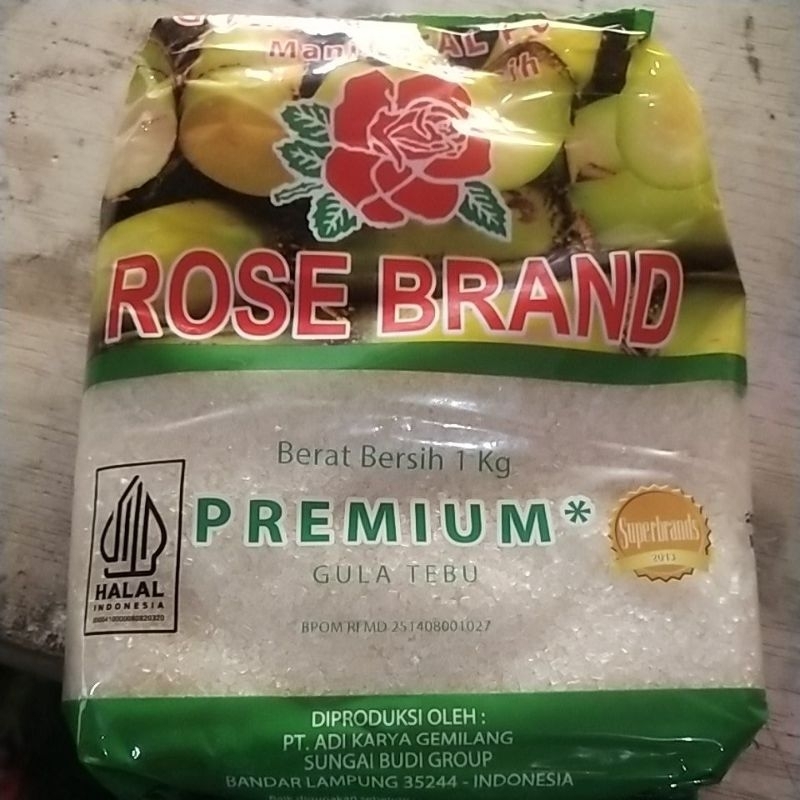 ROSE BRAND
Berat Bersih 1 Kg
PREMIUM*
GULA TEBU
Superbrands
HALAL
INDONESIA
BPOM RI MD 251408001027
DIPRODUKSI OLEH :
PT. ADI KARYA GEMILANG
SUNGAI BUDI GROUP
BANDAR LAMPUNG 35244 - INDONESIA